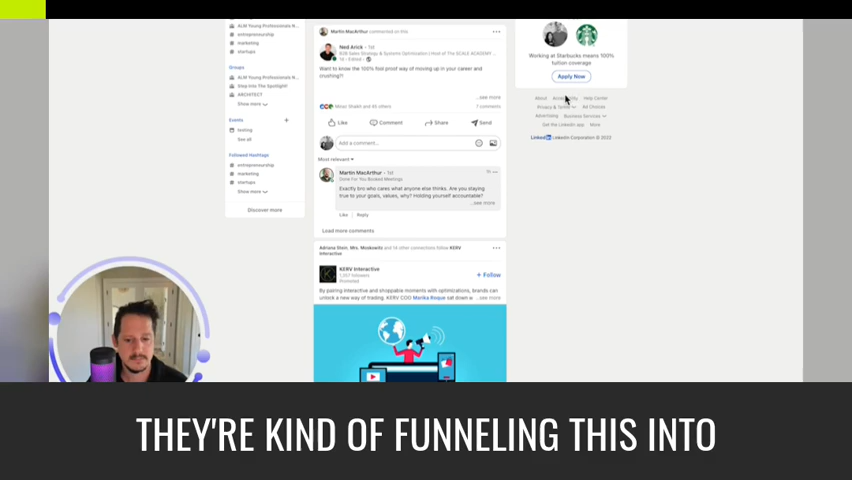 ALM Young Professionals N...
entrepreneurship
marketing
startups
Groups
ALM Young Professionals N...
Step Into The Spotlight!
ARCHITECT
Show more
Events
testing
See all
Followed Hashtags
entrepreneurship
marketing
startups
Show more
Discover more
Martin MacArthur commented on this
Ned Arick · 1st
B2B Sales Strategy & Systems Optimization | Host of The SCALE ACADEMY ...
1d · Edited ·
Want to know the 100% fool proof way of moving up in your career and
crushing?!
...see more
65 others
7 comments
Like
Comment
Share
Send
Add a comment...
Most relevant
Martin MacArthur · 1st
Done For You Booked Meetings
Exactly bro who cares what anyone else thinks. Are you staying
true to your goals, values, why? Holding yourself accountable?
...see more
Like
Reply
Load more comments
Adriana Stein, Mrs. Moskowitz and 14 other connections follow KERV
Interactive
KERV Interactive
followers
Promoted
+ Follow
By pairing interactive and shoppable moments with optimizations, brands can
unlock a new way of trading. KERV COO Marika Roque sat down w
...see more
Working at Starbucks means 100%
tuition coverage
Apply Now
About
Help Center
Privacy & Terms
Ad Choices
Advertising
Business Services
Get the LinkedIn app
More
LinkedIn LinkedIn Corporation © 2022
THEY'RE KIND OF FUNNELING THIS INTO